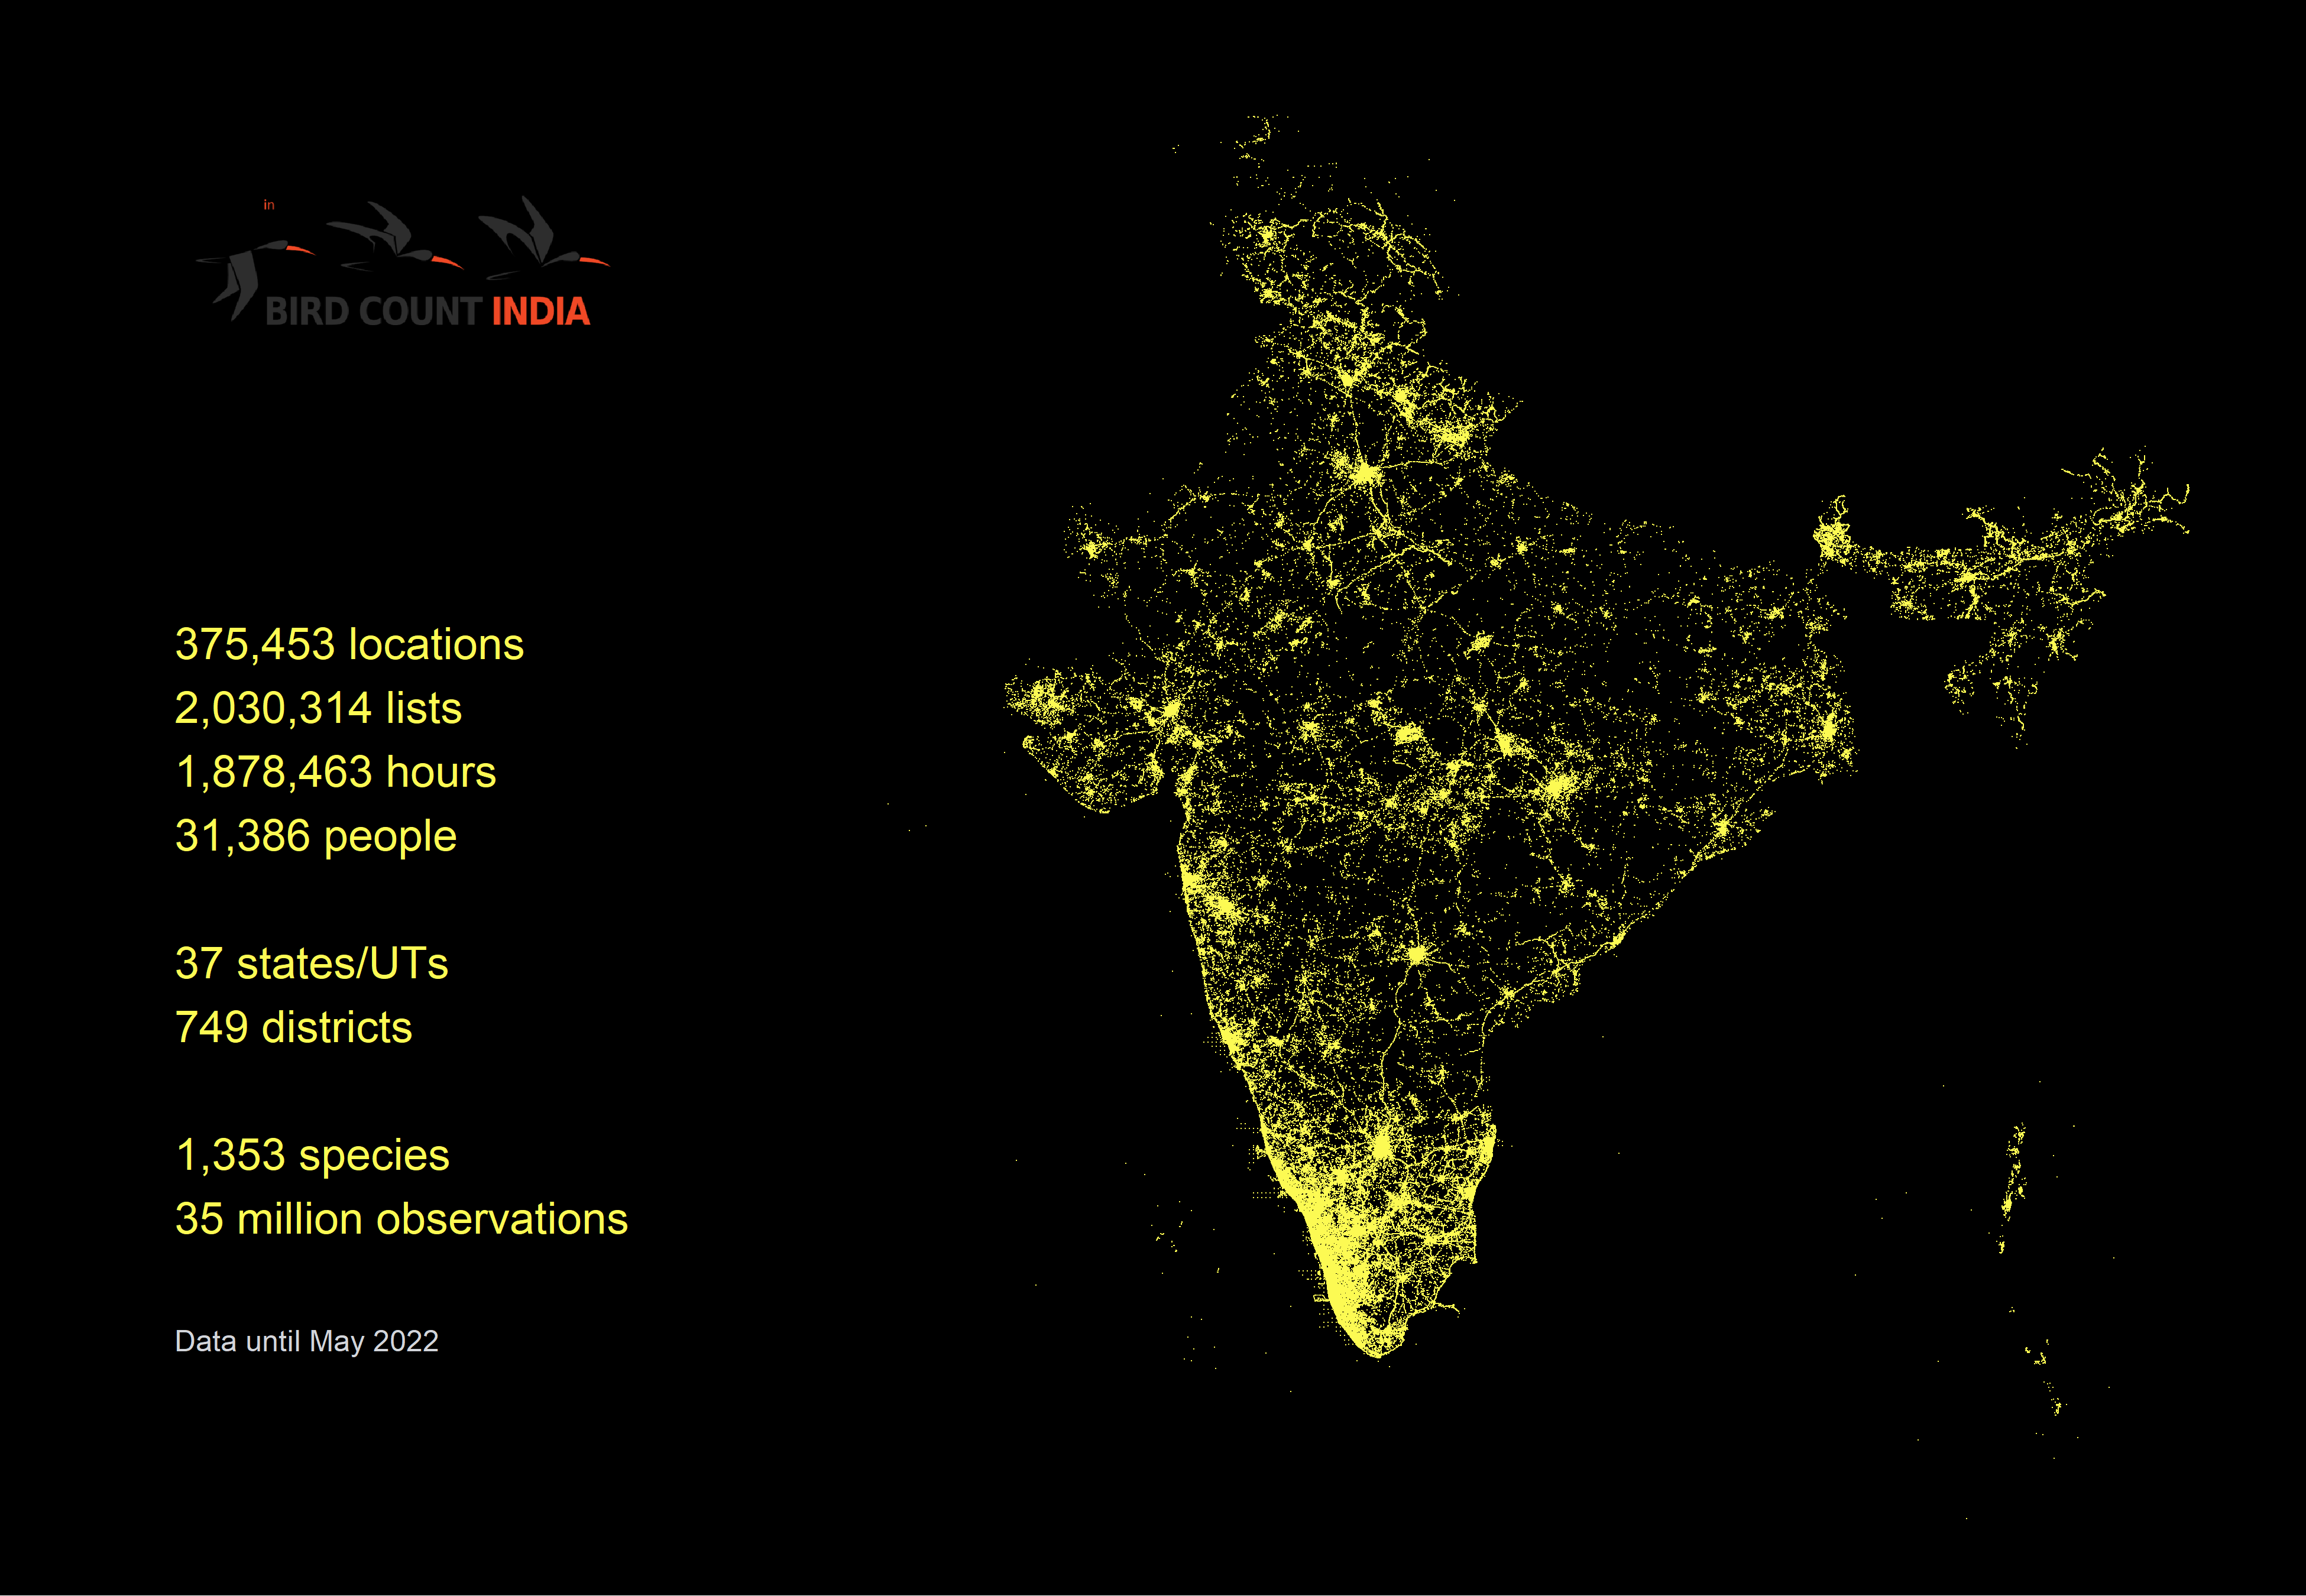 in
BIRD COUNT INDIA
375,453 locations
2,030,314 lists
1,878,463 hours
31,386 people
37 states/UTs
749 districts
1,353 species
35 million observations
Data until May 2022